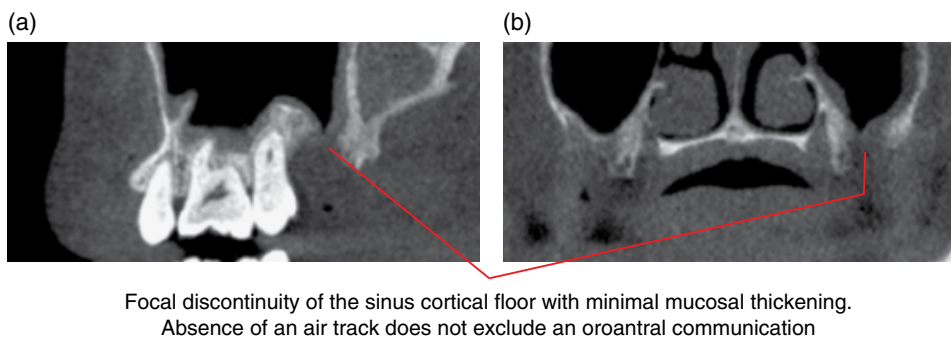 (a)
(b)
Focal discontinuity of the sinus cortical floor with minimal mucosal thickening.
Absence of an air track does not exclude an oroantral communication